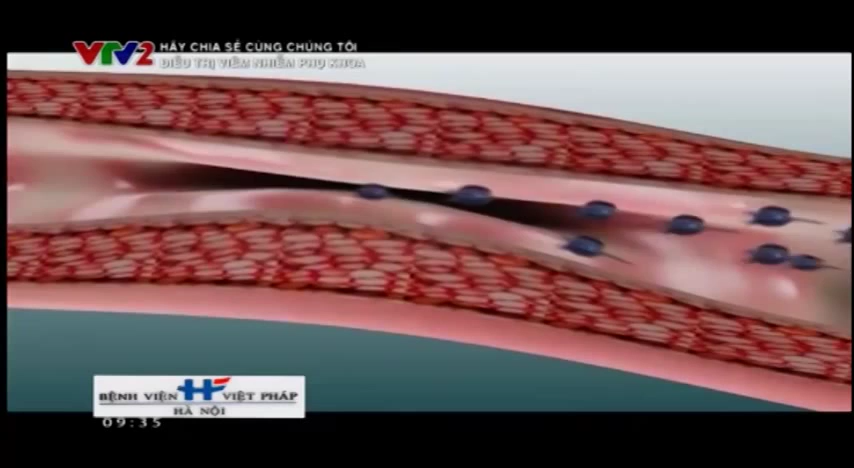 VTV2 HÃY CHIA SẺ CÙNG CHÚNG TÔI
ĐIỀU TRỊ VIÊM NHIỄM PHỤ KHOA
BỆNH VIỆN HF VIỆT PHÁP
HÀ NỘI
09:35